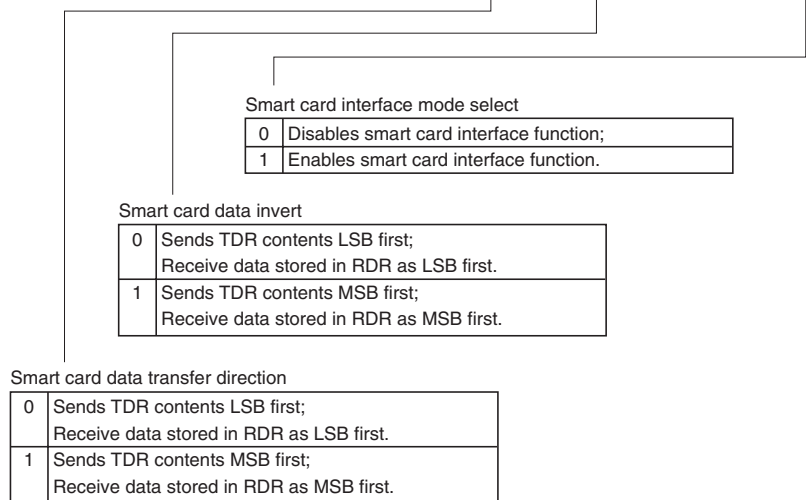 Smart card interface mode select
0 Disables smart card interface function;
1 Enables smart card interface function.
Smart card data invert
0 Sends TDR contents LSB first;
Receive data stored in RDR as LSB first.
1 Sends TDR contents MSB first;
Receive data stored in RDR as MSB first.
Smart card data transfer direction
0 Sends TDR contents LSB first;
Receive data stored in RDR as LSB first.
1 Sends TDR contents MSB first;
Receive data stored in RDR as MSB first.